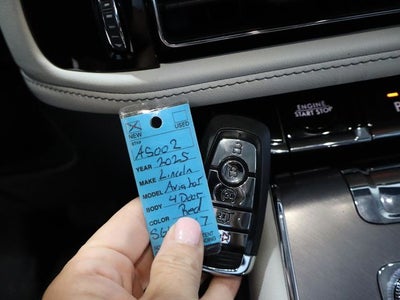 NEW
USED
STK#
AS002
YEAR 2025
MAKE Lincoln
MODEL Aviator
BODY 4 Door
COLOR Red
ENGINE
START STOP